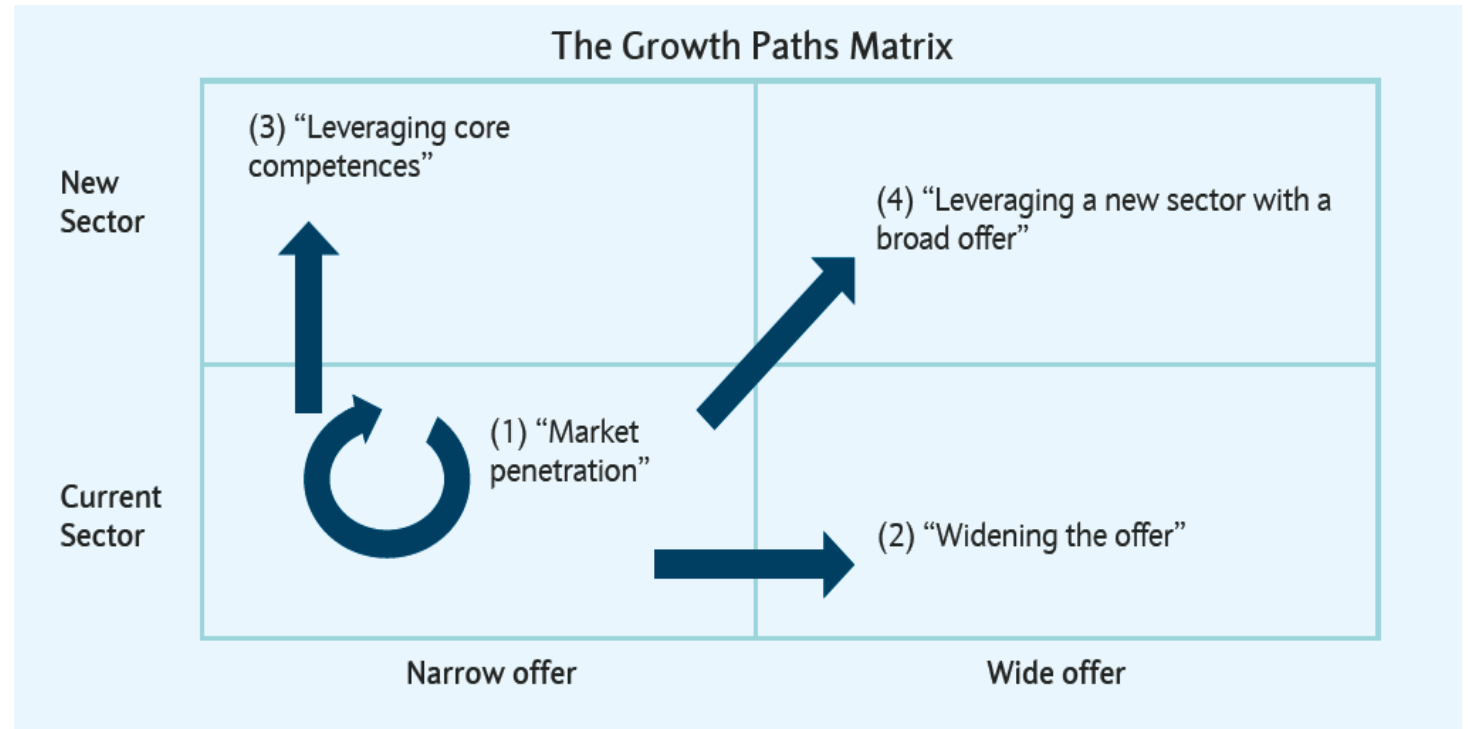 The Growth Paths Matrix
New
Sector
(3) “Leveraging core
competences”
(4) “Leveraging a new sector with a
broad offer”
Current
Sector
(1) “Market
penetration”
(2) “Widening the offer”
Narrow offer
Wide offer